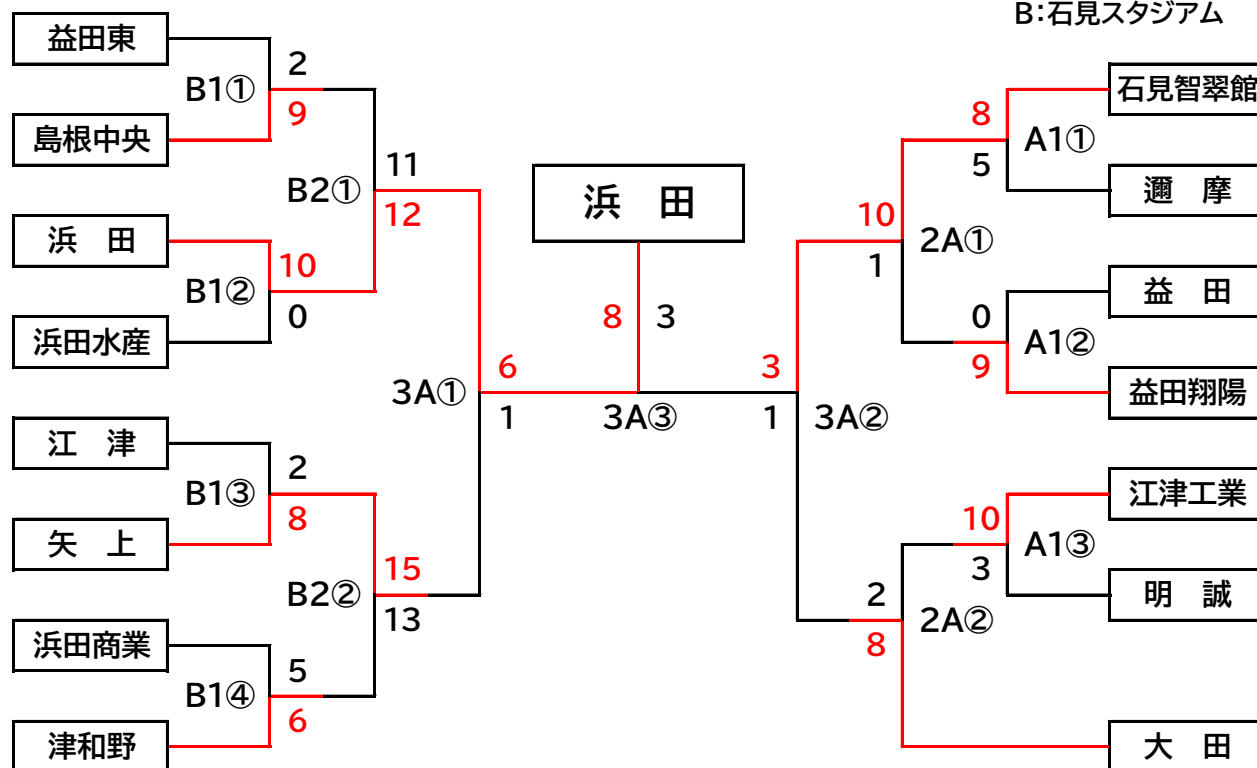 B：石見スタジアム
益田東
2
B1①
9
島根中央
11
B2①
12
浜　田
10
B1②
0
浜田水産
6
3A①
1
江　津
2
B1③
8
矢　上
15
B2②
13
浜田商業
5
B1④
6
津和野
浜　田
8
3
3A③
石見智翠館
8
A1①
5
邇　摩
10
2A①
1
益　田
0
A1②
9
益田翔陽
3
3A②
1
江津工業
10
A1③
3
明　誠
2
2A②
8
大　田